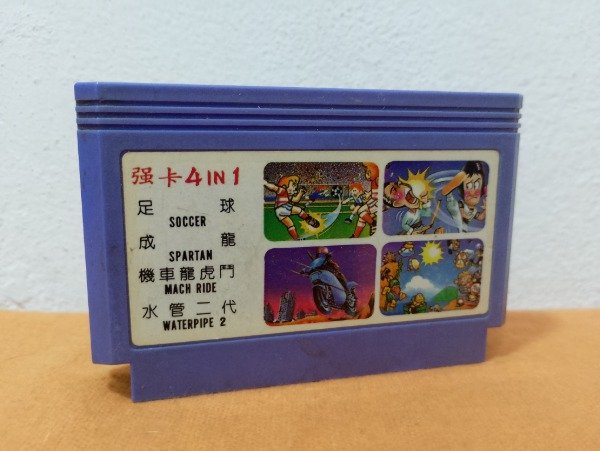 强卡4 IN 1
足球
SOCCER
成龍
SPARTAN
機車龍虎鬥
MACH RIDE
水管二代
WATERPIPE 2